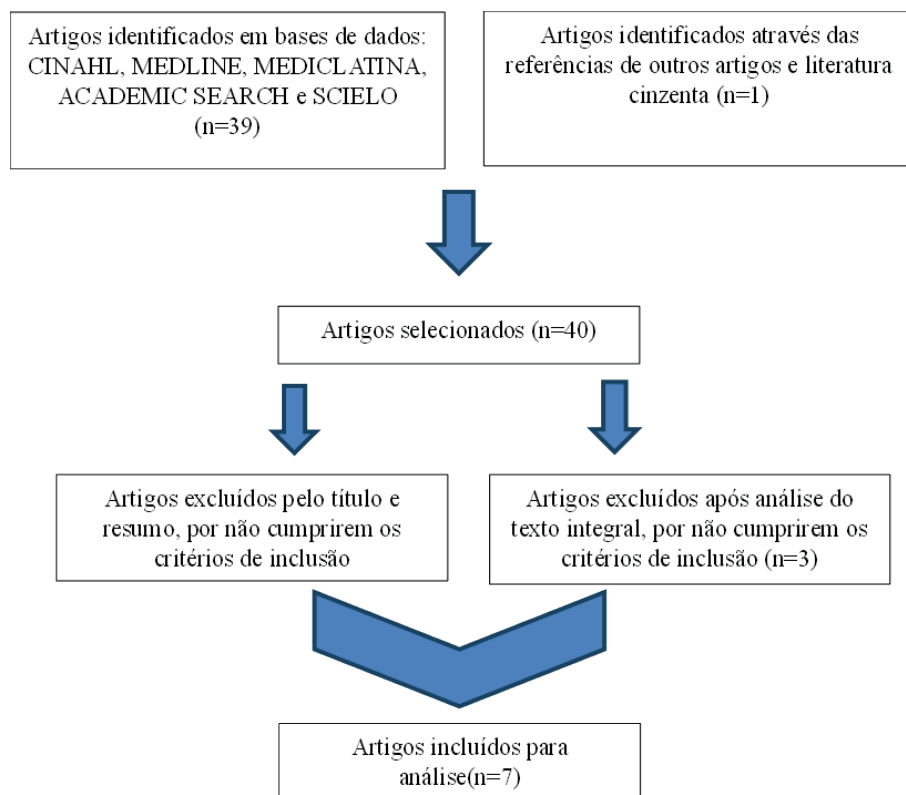 Artigos identificados em bases de dados:
CINAHL, MEDLINE, MEDICLATINA,
ACADEMIC SEARCH e SCIELO
(n=39)
Artigos identificados através das
referências de outros artigos e literatura
cinzenta (n=1)
Artigos selecionados (n=40)
Artigos excluídos pelo título e
resumo, por não cumprirem os
critérios de inclusão
Artigos excluídos após análise do
texto integral, por não cumprirem os
critérios de inclusão (n=3)
Artigos incluídos para
análise(n=7)